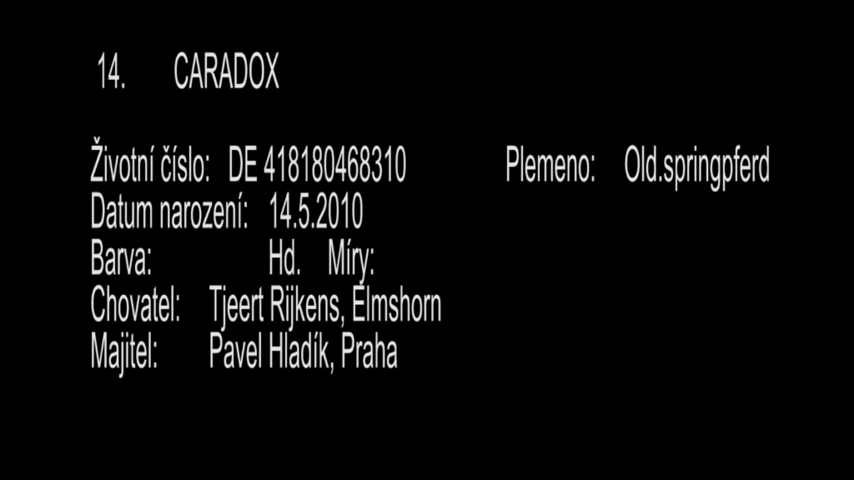 14. CARADOX
Životní číslo: DE 418180468310 Plemeno: Old.springpferd
Datum narození: 14.5.2010
Barva: Hd. Míry:
Chovatel: Tjeert Rijkens, Elmshorn
Majitel: Pavel Hladík, Praha